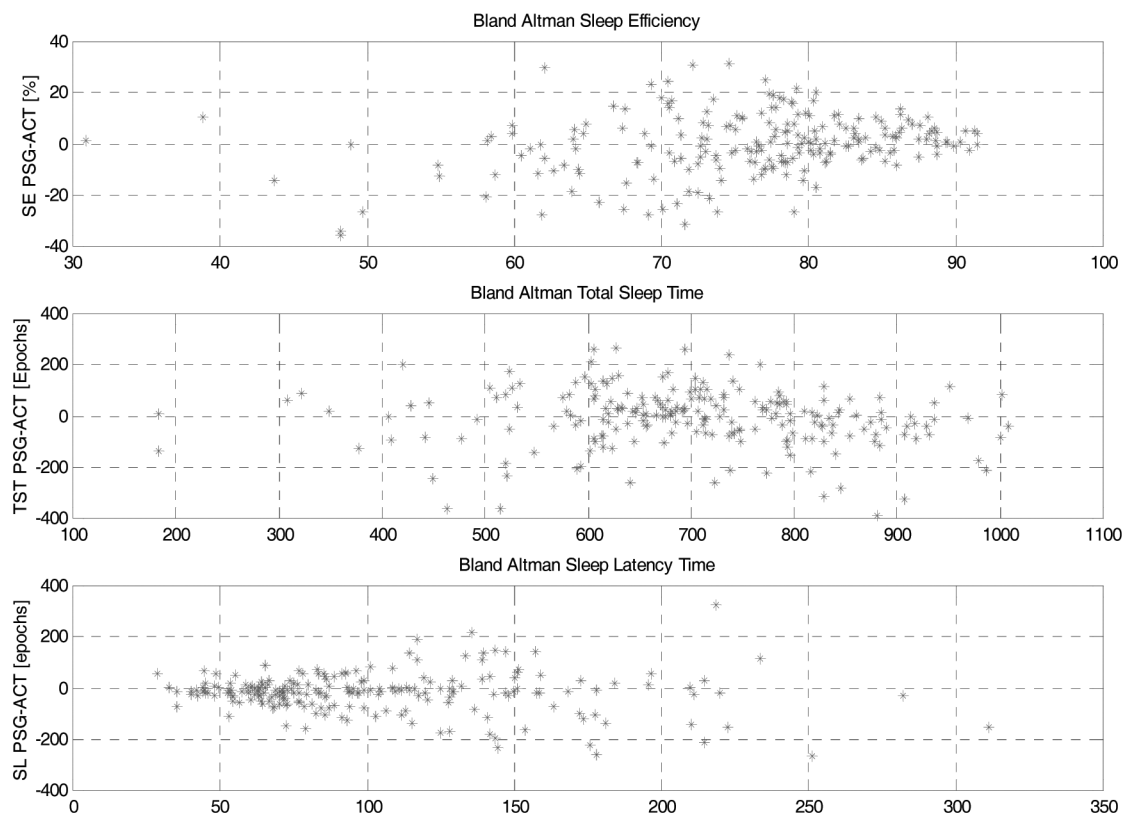 Bland Altman Sleep Efficiency
SE PSG-ACT [%]
40
20
0
-20
-40
30 40 50 60 70 80 90 100
Bland Altman Total Sleep Time
TST PSG-ACT [Epochs]
400
200
0
-200
-400
100 200 300 400 500 600 700 800 900 1000 1100
Bland Altman Sleep Latency Time
SL PSG-ACT [epochs]
400
200
0
-200
-400
0 50 100 150 200 250 300 350